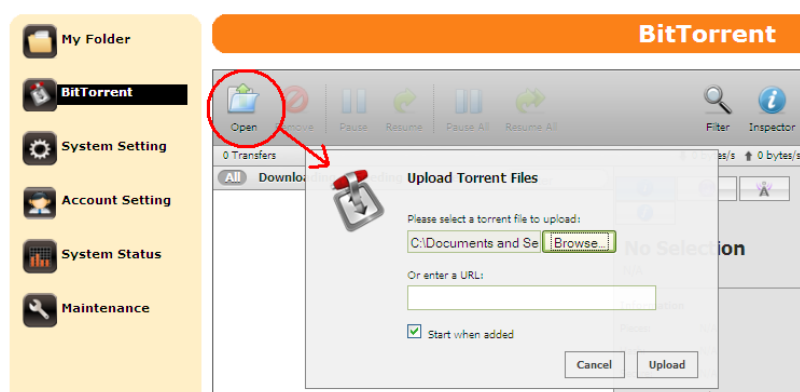 My Folder
BitTorrent
System Setting
Account Setting
System Status
Maintenance
BitTorrent
Open Remove Pause Resume Pause All Resume All Filter Inspector
0 Transfers
0 bytes/s
All
Upload Torrent Files
Please select a torrent file to upload:
C:\Documents and Se Browse...
No Selection
Or enter a URL:
Start when added
Cancel Upload